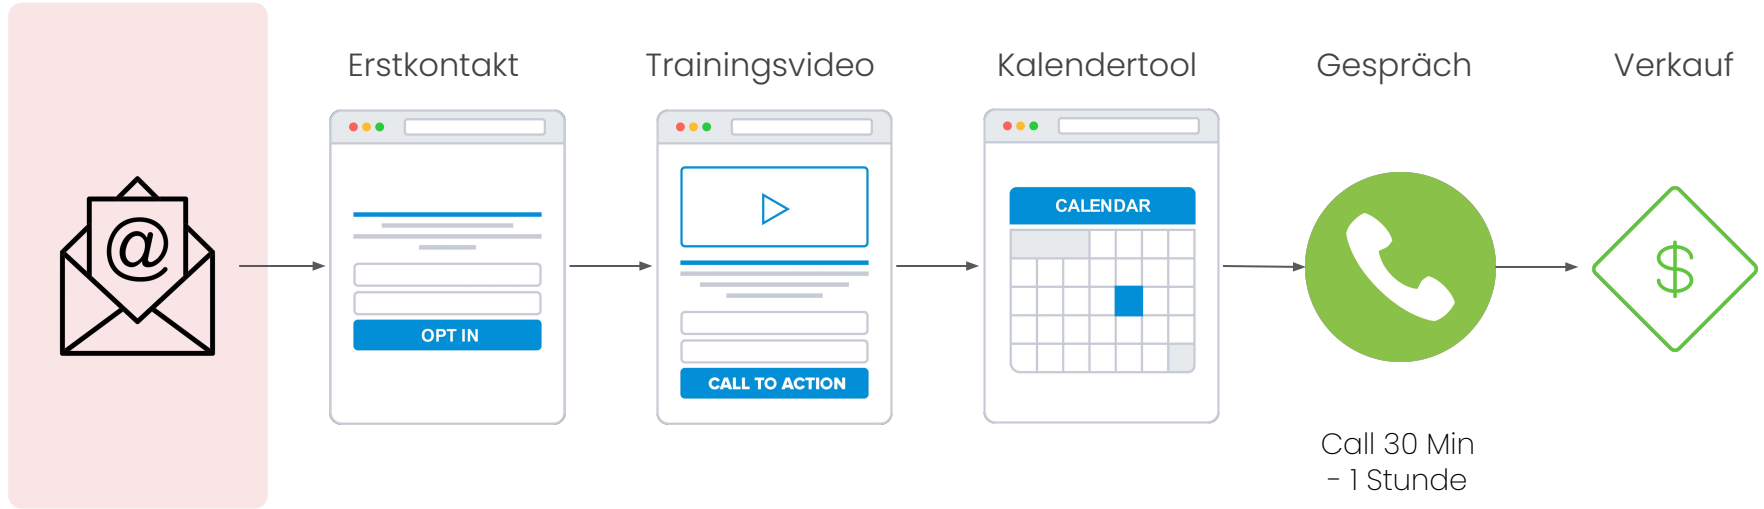 Erstkontakt
Trainingsvideo
Kalendertool
Gespräch
Verkauf
@
OPT IN
CALL TO ACTION
CALENDAR
$
Call 30 Min
- 1 Stunde